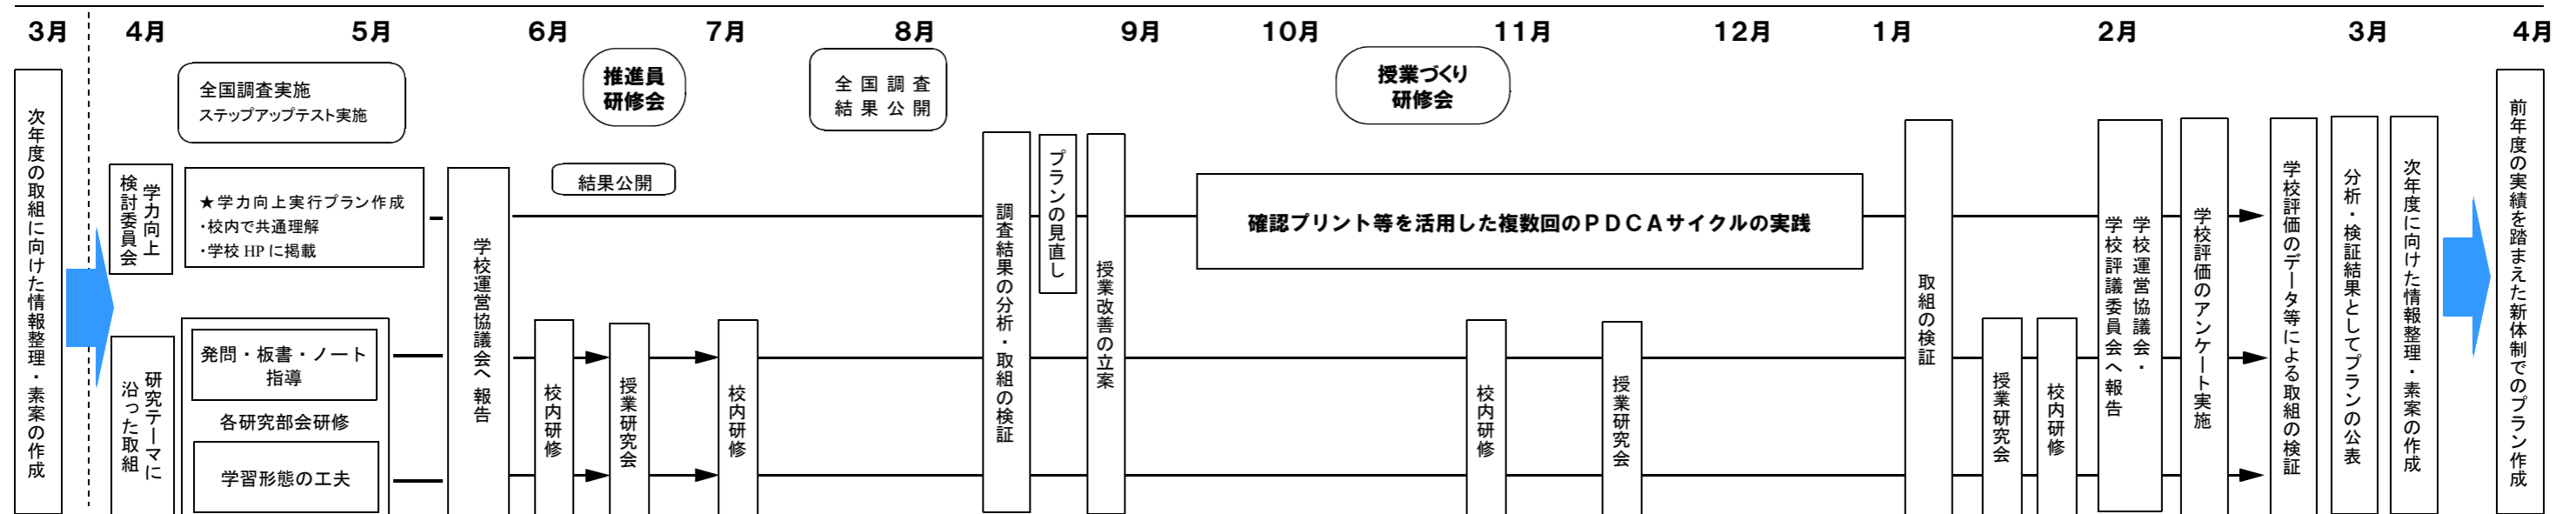 3月
4月
5月
6月
7月
8月
9月
10月
11月
12月
1月
2月
3月
4月
次年度の取組に向けた情報整理・素案の作成
全国調査実施
ステップアップテスト実施
学力向上
検討委員会
★学力向上実行プラン作成
・校内で共通理解
・学校 HP に掲載
研究テーマに
沿った取組
発問・板書・ノート
指導
各研究部会研修
学習形態の工夫
学校運営協議会へ報告
推進員
研修会
結果公開
校内研修
授業研究会
校内研修
全国調査
結果公開
調査結果の分析・取組の検証
プランの見直し
授業改善の立案
授業づくり
研修会
確認プリント等を活用した複数回のPDCAサイクルの実践
校内研修
授業研究会
取組の検証
授業研究会
校内研修
学校運営協議会・
学校評議委員会へ報告
学校評価のアンケート実施
学校評価のデータ等による取組の検証
分析・検証結果としてプランの公表
次年度に向けた情報整理・素案の作成
前年度の実績を踏まえた新体制でのプラン作成